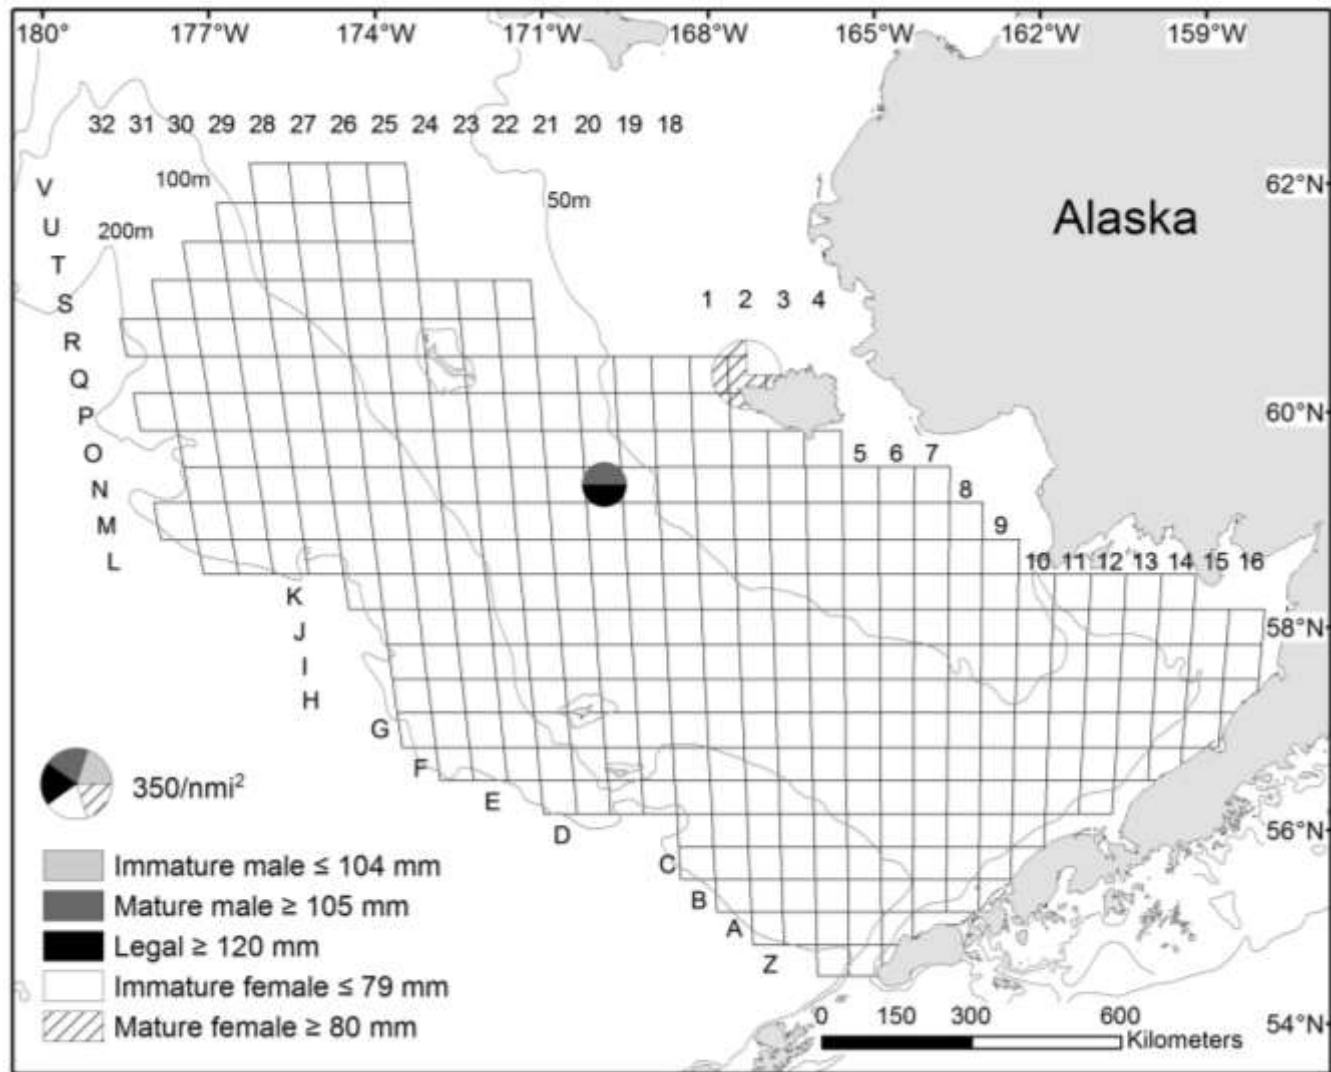 180° 177°W 174°W 171°W 168°W 165°W 162°W 159°W
32 31 30 29 28 27 26 25 24 23 22 21 20 19 18
100m
62°N
V
50m
Alaska
U
200m
T
S
1 2 3 4
R
Q
P
60°N
O
5 6 7
N
8
M
9
L
10 11 12 13 14 15 16
K
J
58°N
I
H
G
F
350/nmi²
E
D
56°N
C
Immature male ≤ 104 mm
B
Mature male ≥ 105 mm
A
Legal ≥ 120 mm
Z
Immature female ≤ 79 mm
Mature female ≥ 80 mm
0 150 300 600
Kilometers
54°N